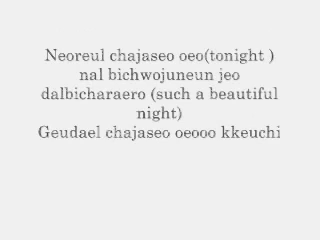 Neoreul chajaseo oeo(tonight )
nal bichwojuneun jeo
dalbicharaero (such a beautiful
night)
Geudael chajaseo oeooo kkeuchi